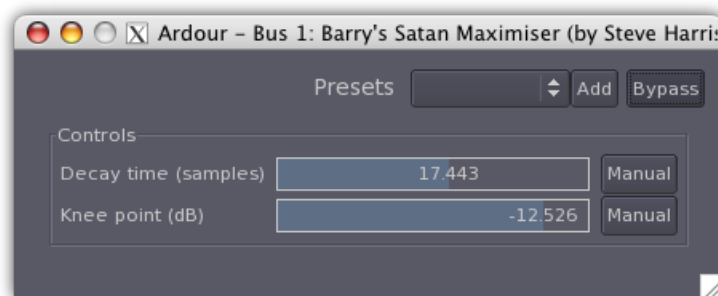 Ardour - Bus 1: Barry's Satan Maximiser (by Steve Harris
Presets Add Bypass
Controls
Decay time (samples) 17.443 Manual
Knee point (dB) -12.526 Manual